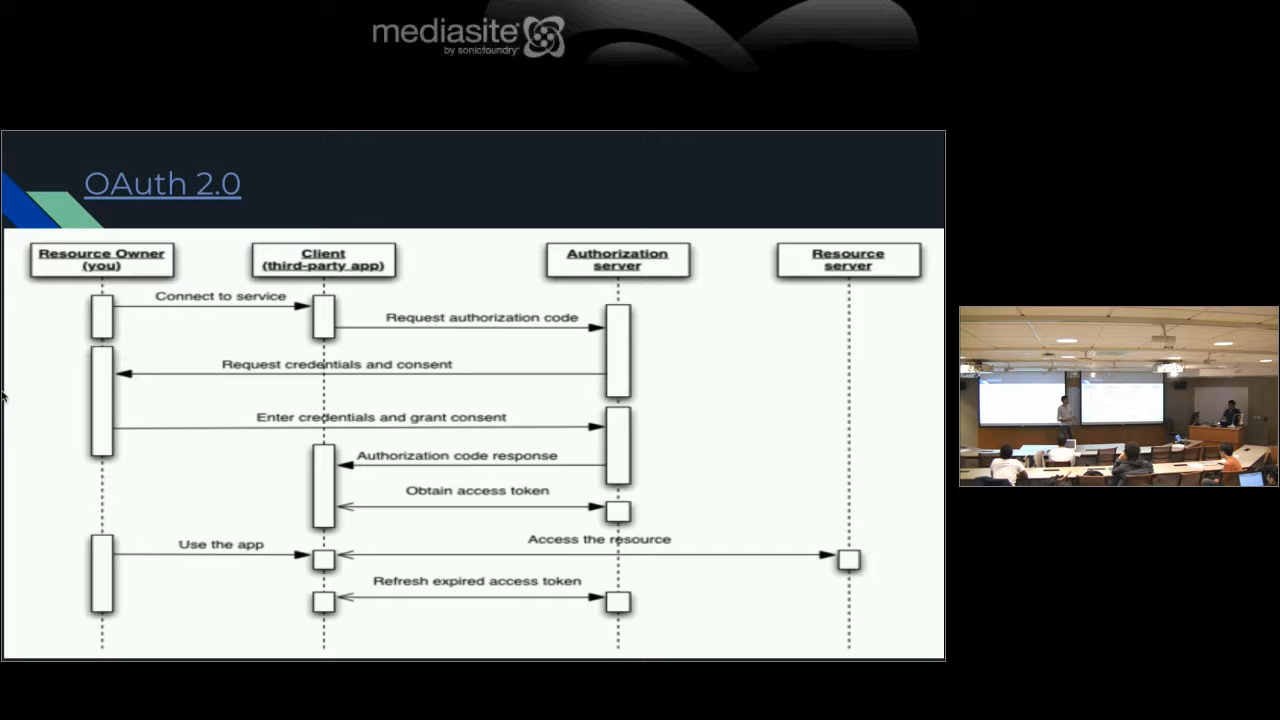 mediasite
by sonicfoundry
OAuth 2.0
Resource Owner
(you)
Client
(third-party app)
Authorization
server
Resource
server
Connect to service
Request authorization code
Request credentials and consent
Enter credentials and grant consent
Authorization code response
Obtain access token
Use the app
Access the resource
Refresh expired access token